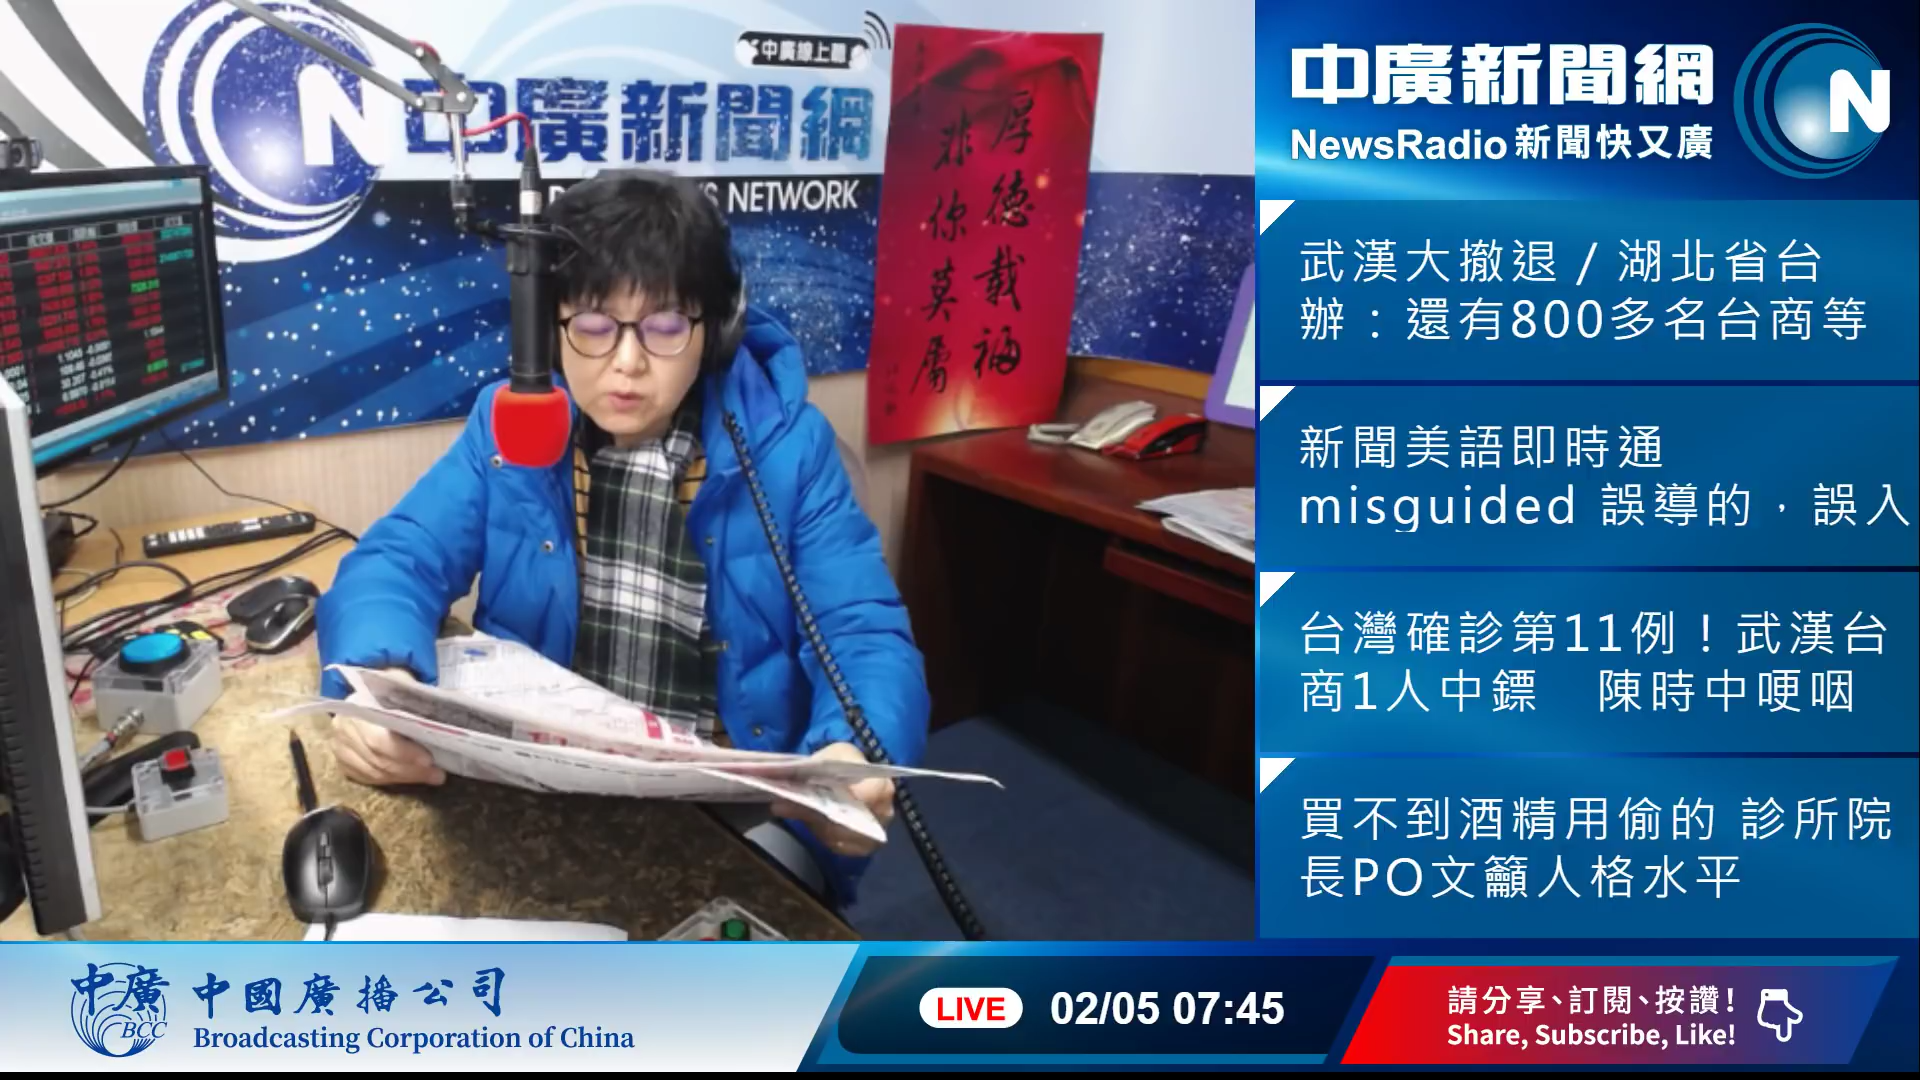 中廣線上聽
中廣新聞網
NETWORK
厚德載福
非你莫屬
中廣新聞網
NewsRadio 新聞快又廣
N
武漢大撤退／湖北省台
辦：還有800多名台商等
新聞美語即時通
misguided 誤導的，誤入
台灣確診第11例！武漢台
商1人中鏢　陳時中哽咽
買不到酒精用偷的 診所院
長PO文籲人格水平
中廣
BCC
中國廣播公司
Broadcasting Corporation of China
LIVE 02/05 07:45
請分享、訂閱、按讚！
Share, Subscribe, Like!